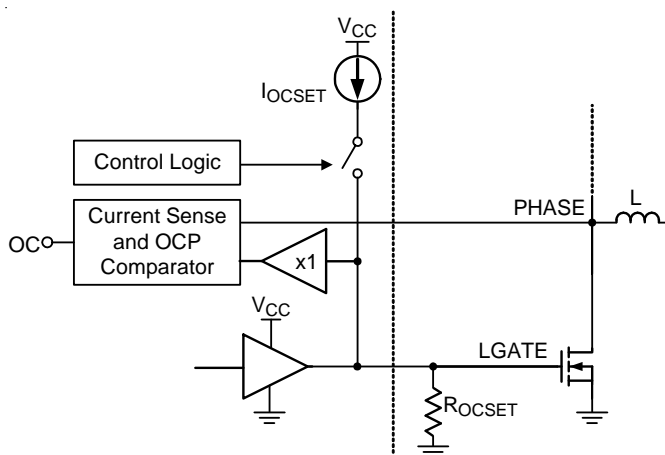 VCC
IOCSET
Control Logic
PHASE
L
Current Sense
and OCP
Comparator
OC
x1
VCC
LGATE
ROCSET